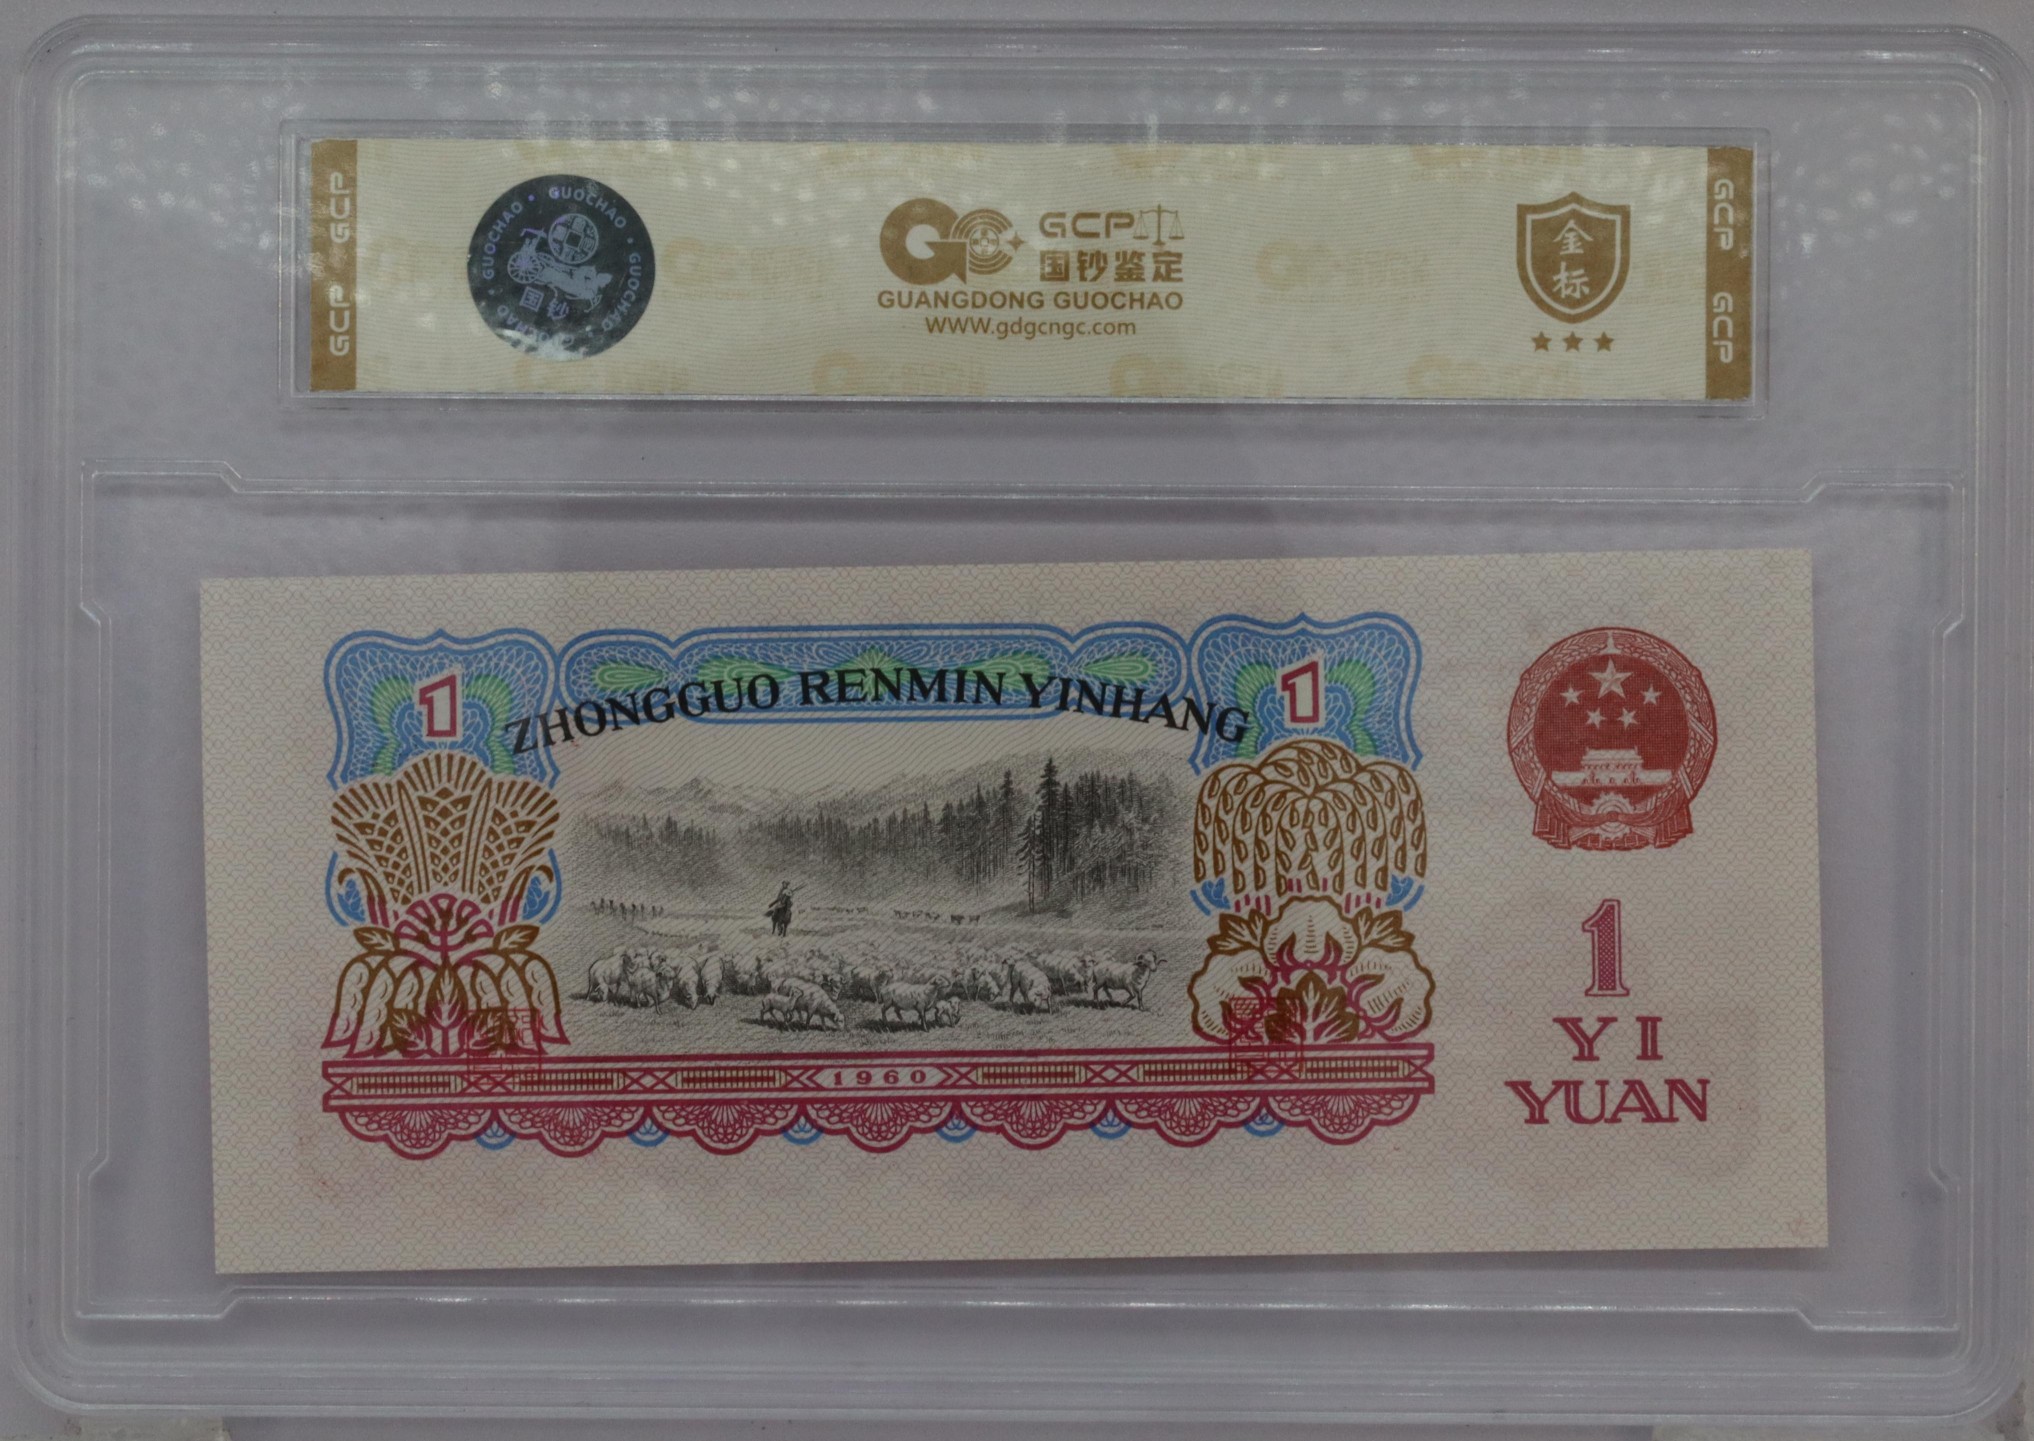 GCP GCP
GUOCHAO • GUOCHAO • GUOCHAO • GUOCHAO
国钞
GCP
国钞鉴定
GUANGDONG GUOCHAO
WWW.gdgcngc.com
金
标
GCP GCP
1
ZHONGGUO RENMIN YINHANG
1
1960
1
YI
YUAN